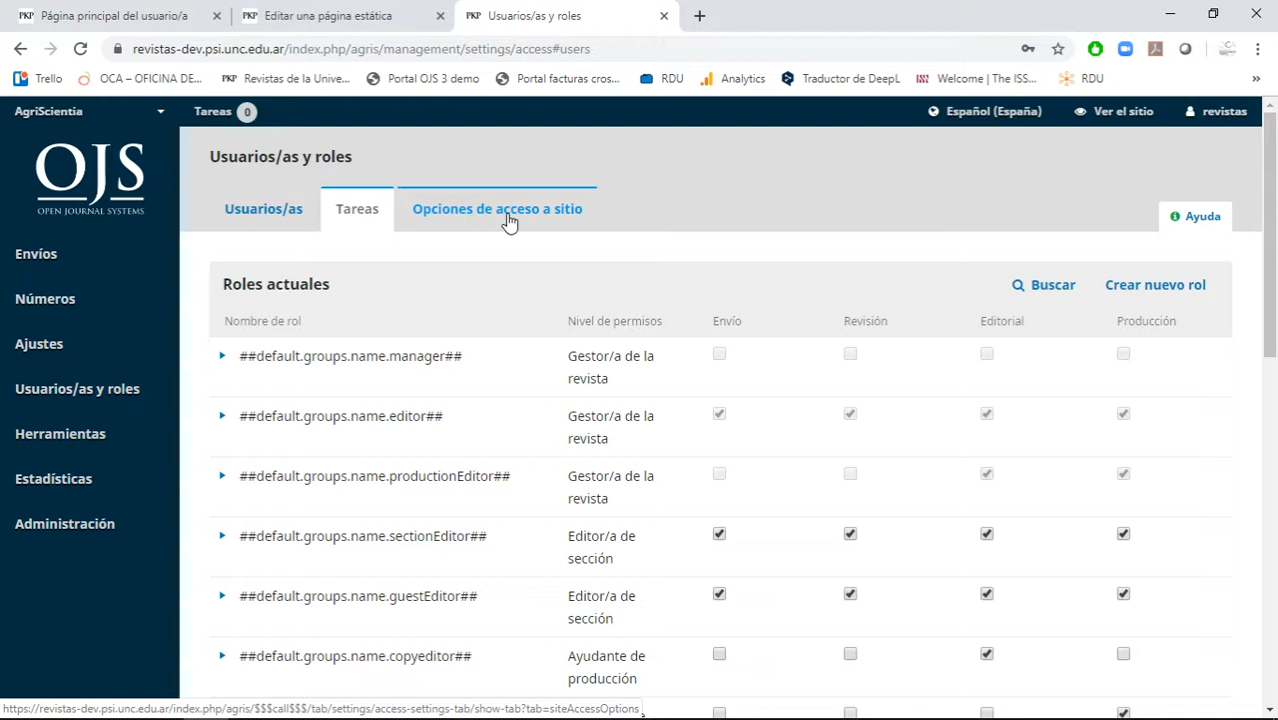 PKP Página principal del usuario/a
PKP Editar una página estática
PKP Usuarios/as y roles
revistas-dev.psi.unc.edu.ar/index.php/agris/management/settings/access#users
Trello
OCA – OFICINA DE...
PKP Revistas de la Unive...
Portal OJS 3 demo
Portal facturas cros...
RDU
Analytics
Traductor de DeepL
Welcome | The ISS...
RDU
»
AgriScientia
Tareas 0
Español (España)
Ver el sitio
revistas
OJS
OPEN JOURNAL SYSTEMS
Envíos
Números
Ajustes
Usuarios/as y roles
Herramientas
Estadísticas
Administración
Usuarios/as y roles
Usuarios/as
Tareas
Opciones de acceso a sitio
Ayuda
Roles actuales
Buscar
Crear nuevo rol
Nombre de rol
Nivel de permisos
Envío
Revisión
Editorial
Producción
##default.groups.name.manager##
Gestor/a de la
revista
##default.groups.name.editor##
Gestor/a de la
revista
##default.groups.name.productionEditor##
Gestor/a de la
revista
##default.groups.name.sectionEditor##
Editor/a de
sección
##default.groups.name.guestEditor##
Editor/a de
sección
##default.groups.name.copyeditor##
Ayudante de
producción
https://revistas-dev.psi.unc.edu.ar/index.php/agris/$$$call$$$/tab/settings/access-settings-tab/show-tab?tab=siteAccessOptions